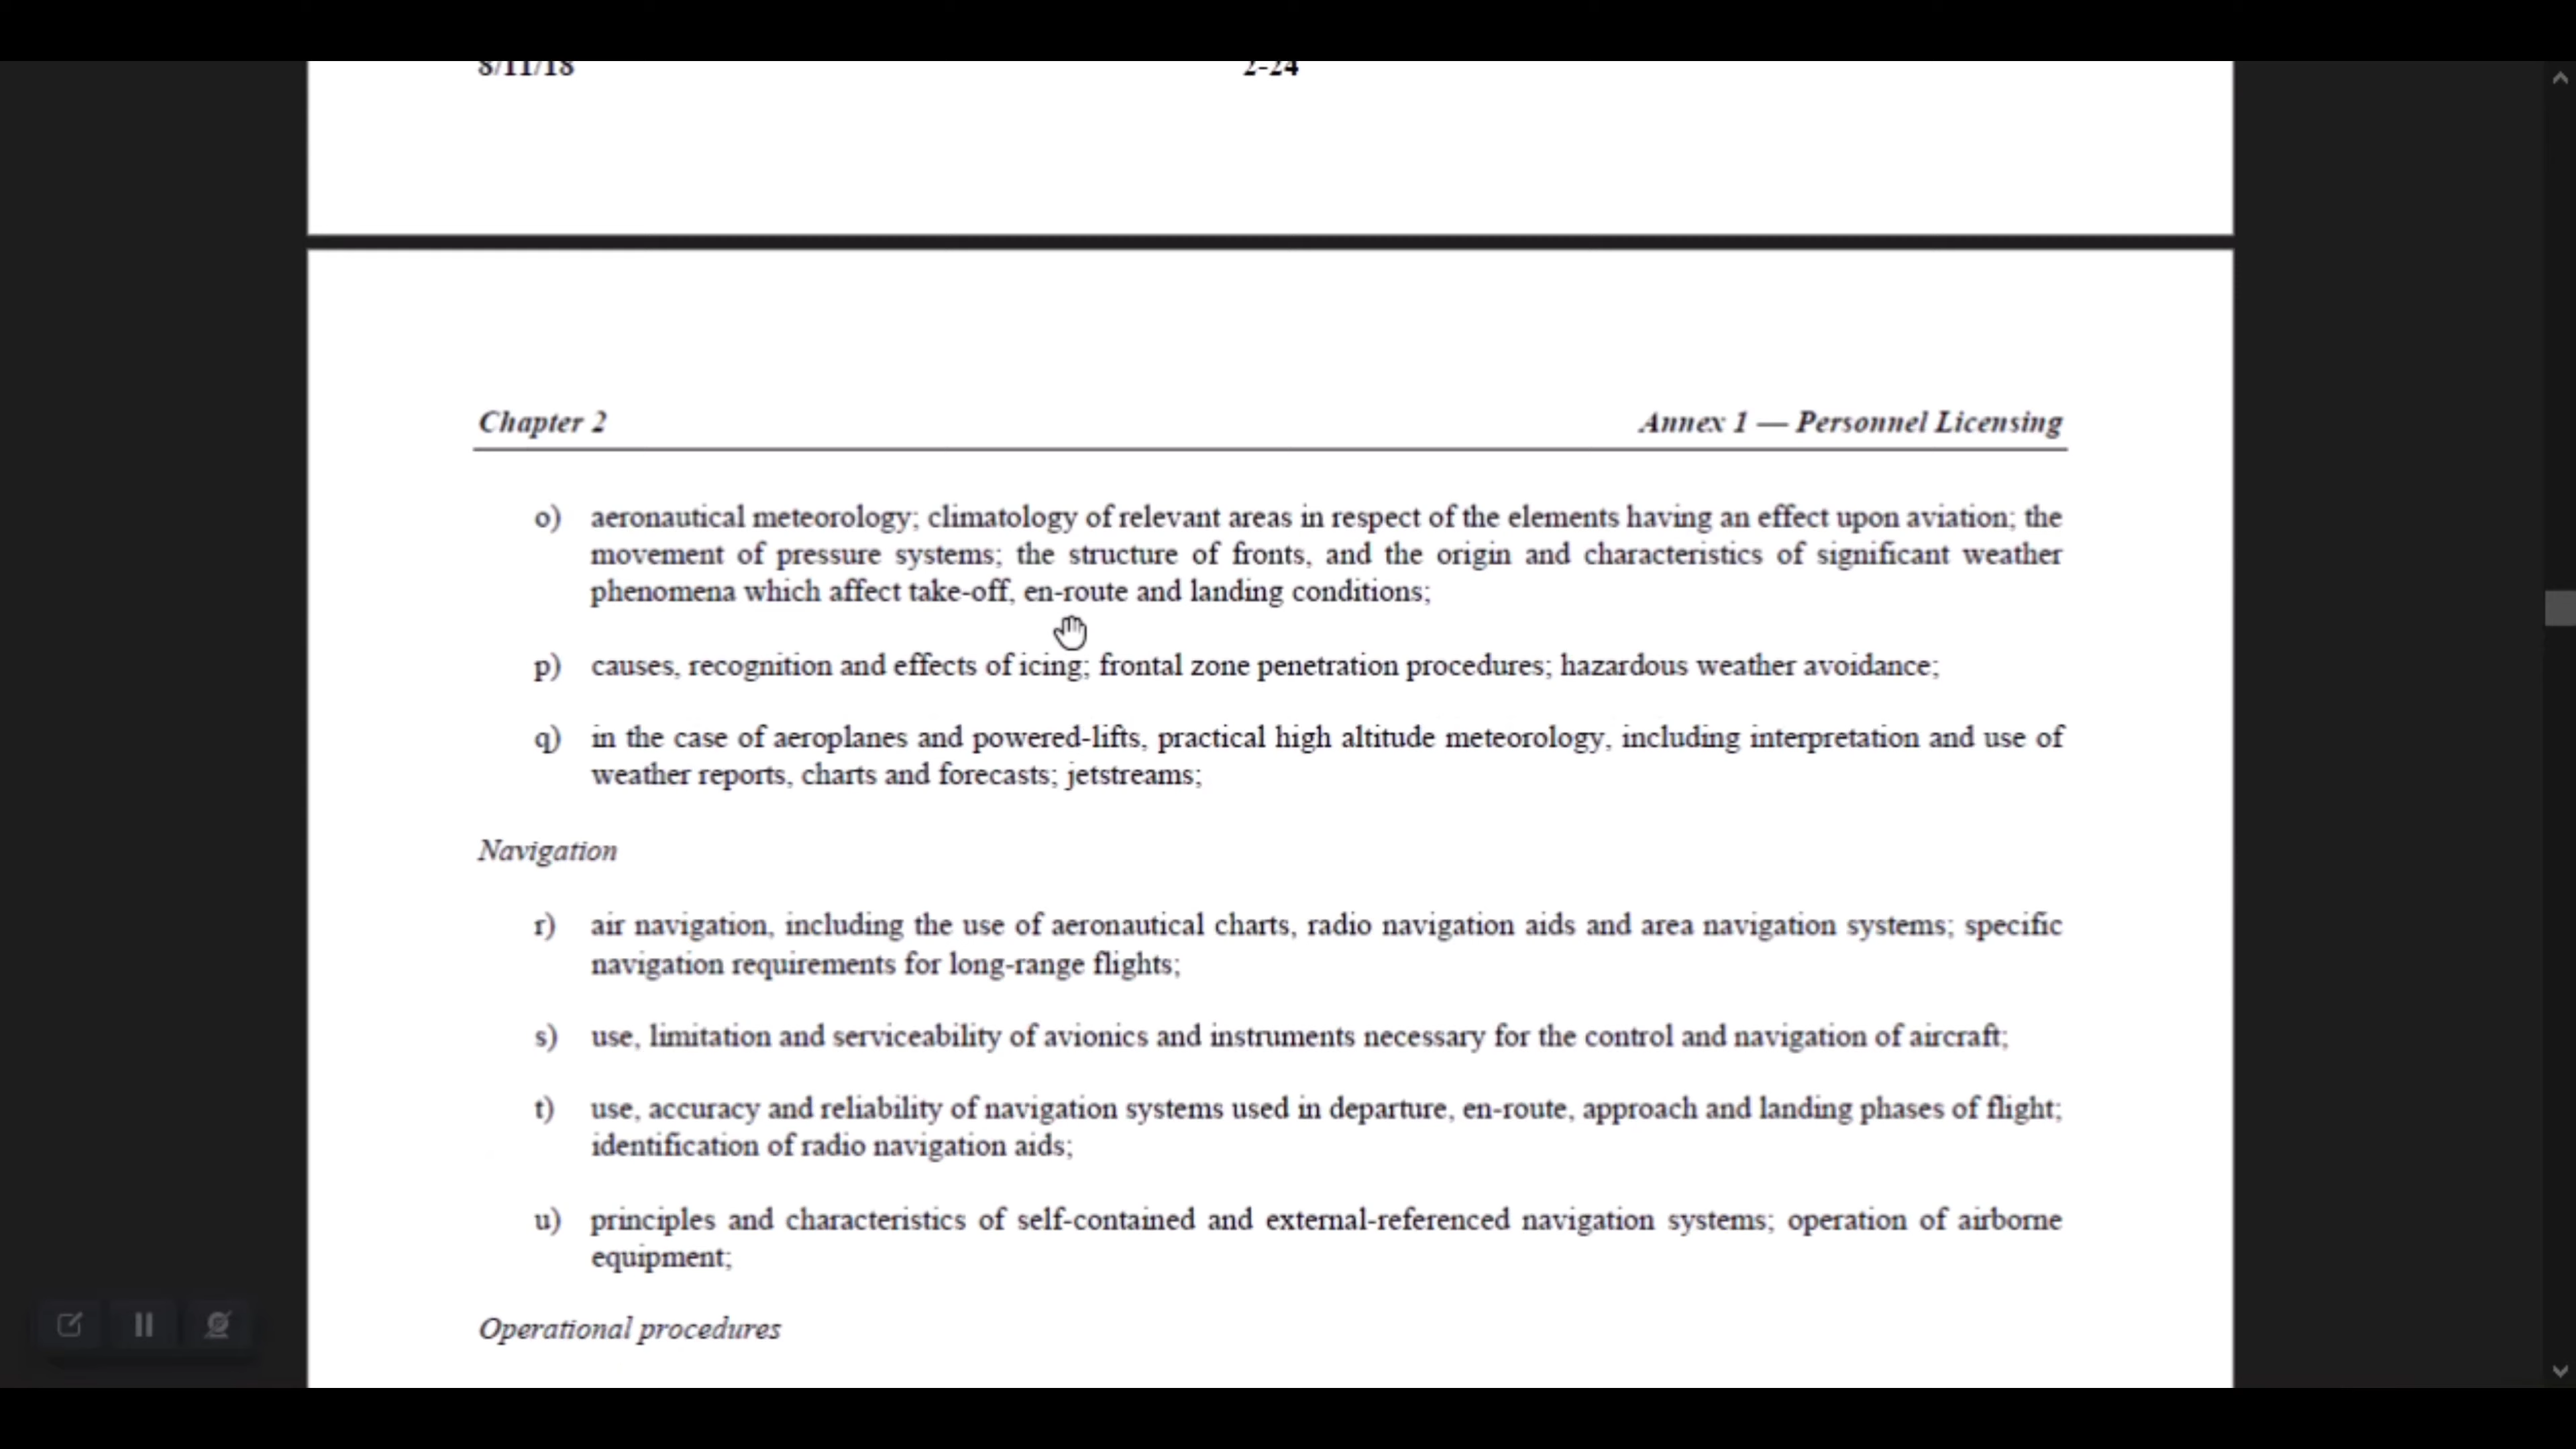 8/11/18 2-24
Chapter 2 Annex 1 — Personnel Licensing
o) aeronautical meteorology; climatology of relevant areas in respect of the elements having an effect upon aviation; the
movement of pressure systems; the structure of fronts, and the origin and characteristics of significant weather
phenomena which affect take-off, en-route and landing conditions;
p) causes, recognition and effects of icing; frontal zone penetration procedures; hazardous weather avoidance;
q) in the case of aeroplanes and powered-lifts, practical high altitude meteorology, including interpretation and use of
weather reports, charts and forecasts; jetstreams;
Navigation
r) air navigation, including the use of aeronautical charts, radio navigation aids and area navigation systems; specific
navigation requirements for long-range flights;
s) use, limitation and serviceability of avionics and instruments necessary for the control and navigation of aircraft;
t) use, accuracy and reliability of navigation systems used in departure, en-route, approach and landing phases of flight;
identification of radio navigation aids;
u) principles and characteristics of self-contained and external-referenced navigation systems; operation of airborne
equipment;
Operational procedures